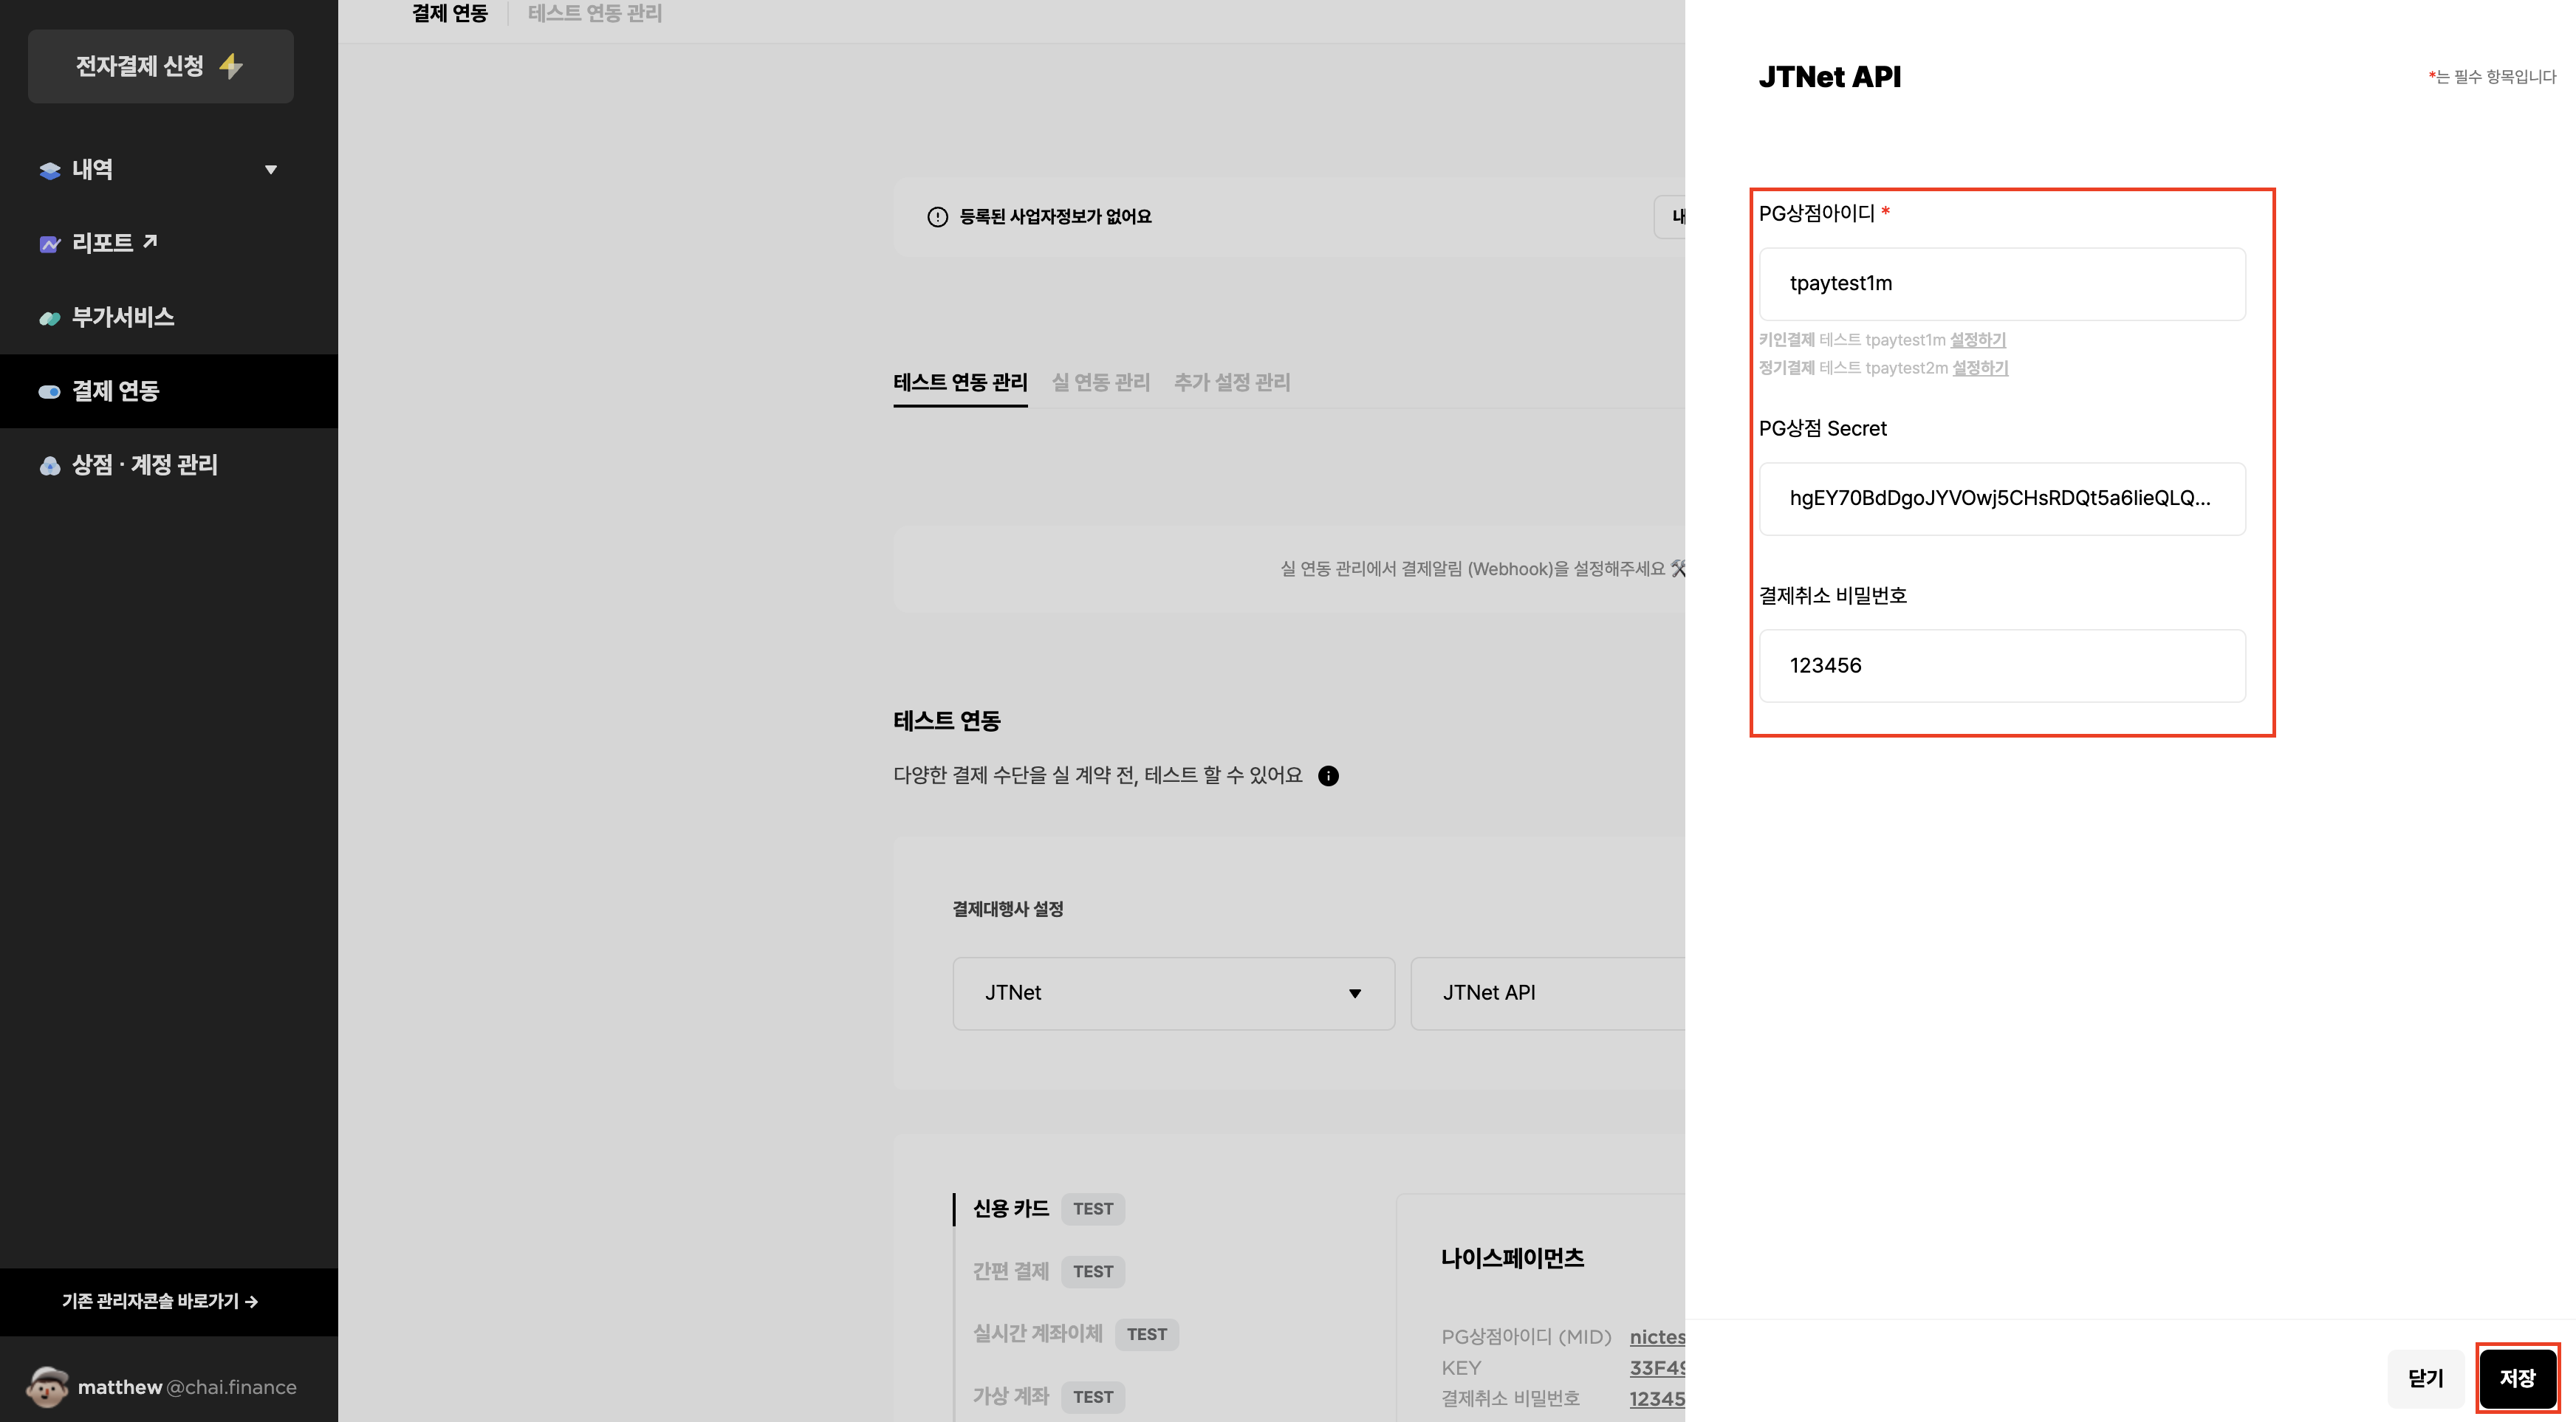 전자결제 신청
내역
리포트
부가서비스
결제 연동
상점 · 계정 관리
기존 관리자콘솔 바로가기 →
matthew@chai.finance
결제 연동
테스트 연동 관리
등록된 사업자정보가 없어요
테스트 연동 관리
실 연동 관리
추가 설정 관리
실 연동 관리에서 결제알림 (Webhook)을 설정해주세요
테스트 연동
다양한 결제 수단을 실 계약 전, 테스트 할 수 있어요
결제대행사 설정
JTNet
JTNet API
신용 카드 TEST
간편 결제 TEST
실시간 계좌이체 TEST
가상 계좌 TEST
나이스페이먼츠
PG상점아이디 (MID) nictes
KEY 33F49
결제취소 비밀번호 12345
JTNet API
*는 필수 항목입니다
PG상점아이디 *
tpaytest1m
키인결제 테스트 tpaytest1m 설정하기
정기결제 테스트 tpaytest2m 설정하기
PG상점 Secret
hgEY70BdDgoJYVOwj5CHsRDQt5a6lieQLQ...
결제취소 비밀번호
123456
닫기
저장